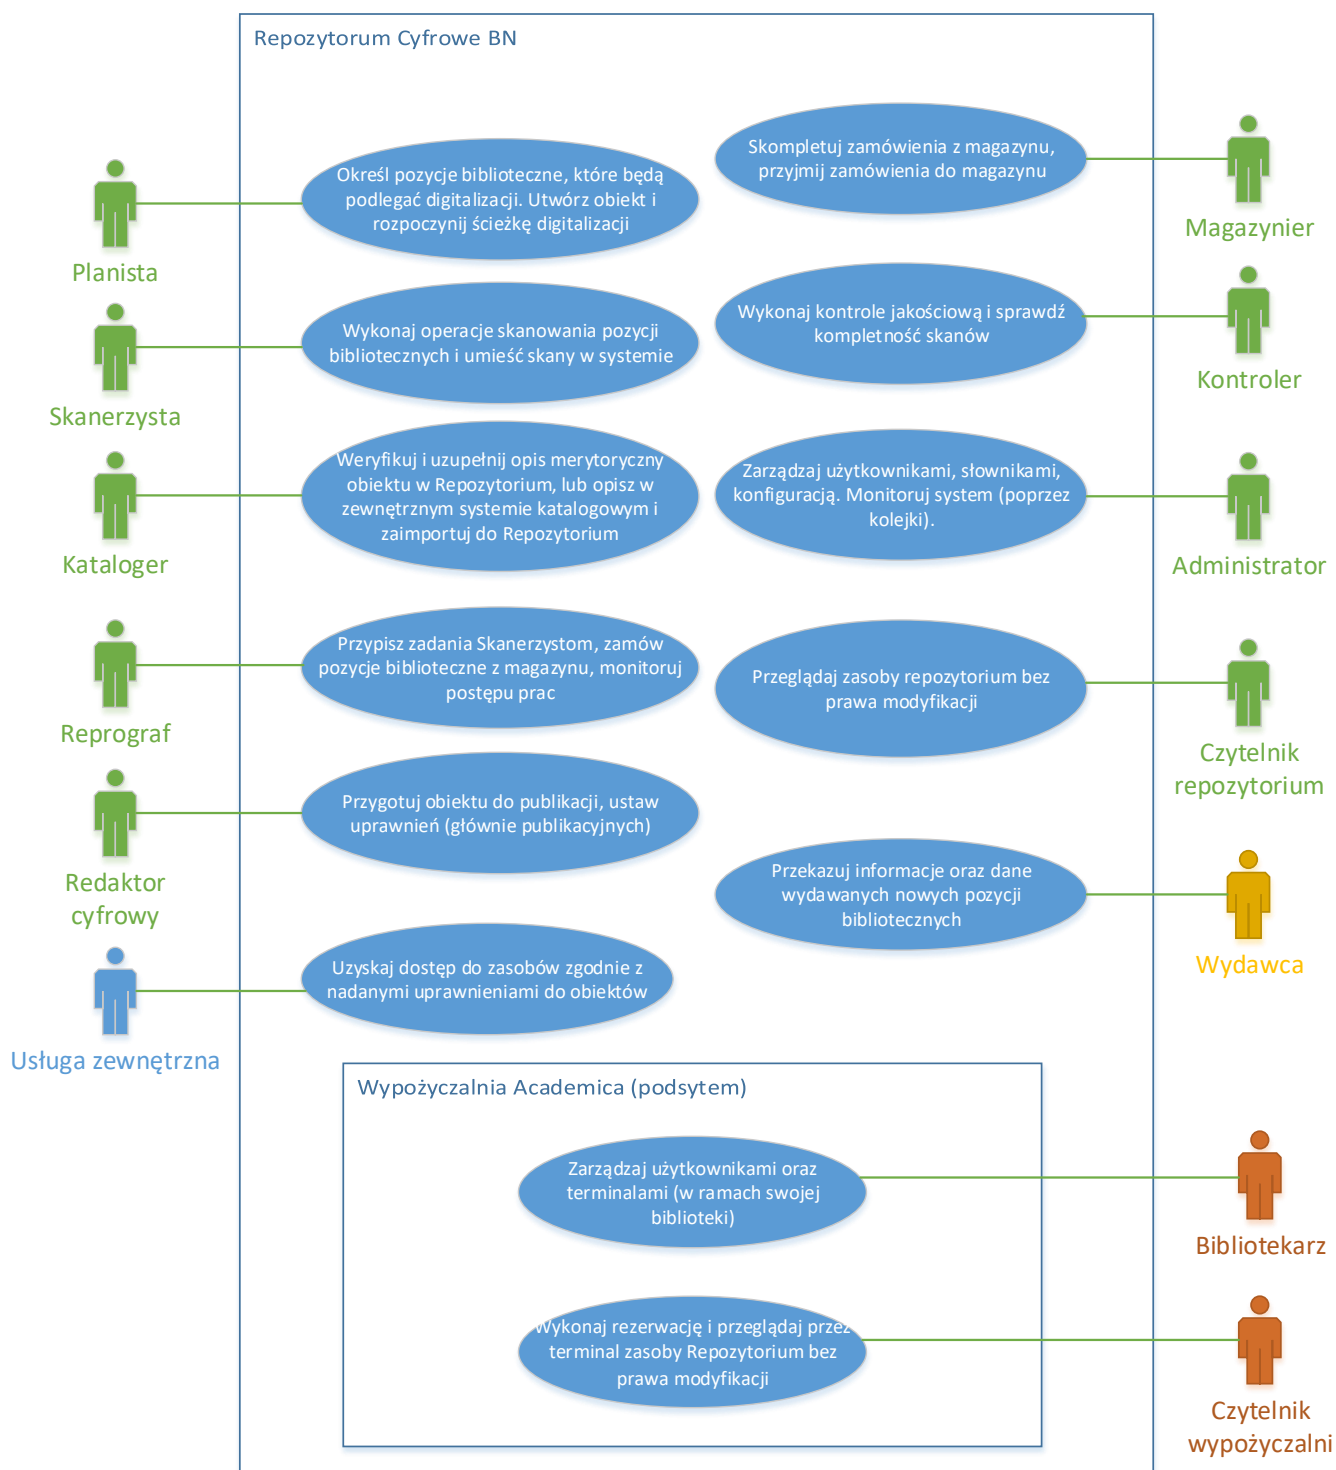 Repozytorum Cyfrowe BN
Określ pozycje biblioteczne, które będą
podlegać digitalizacji. Utwórz obiekt i
rozpoczynij ścieżkę digitalizacji
Planista
Skompletuj zamówienia z magazynu,
przyjmij zamówienia do magazynu
Magazynier
Wykonaj operacje skanowania pozycji
bibliotecznych i umieść skany w systemie
Skanerzysta
Wykonaj kontrole jakościową i sprawdź
kompletność skanów
Kontroler
Weryfikuj i uzupełnij opis merytoryczny
obiektu w Repozytorium, lub opisz w
zewnętrznym systemie katalogowym i
zaimportuj do Repozytorium
Kataloger
Zarządzaj użytkownikami, słownikami,
konfiguracją. Monitoruj system (poprzez
kolejki).
Administrator
Przypisz zadania Skanerzystom, zamów
pozycje biblioteczne z magazynu, monitoruj
postępu prac
Reprograf
Przeglądaj zasoby repozytorium bez
prawa modyfikacji
Czytelnik
repozytorium
Przygotuj obiektu do publikacji, ustaw
uprawnień (głównie publikacyjnych)
Redaktor
cyfrowy
Przekazuj informacje oraz dane
wydawanych nowych pozycji
bibliotecznych
Wydawca
Uzyskaj dostęp do zasobów zgodnie z
nadanymi uprawnieniami do obiektów
Usługa zewnętrzna
Wypożyczalnia Academica (podsytem)
Zarządzaj użytkownikami oraz
terminalami (w ramach swojej
biblioteki)
Bibliotekarz
Wykonaj rezerwację i przeglądaj przez
terminal zasoby Repozytorium bez
prawa modyfikacji
Czytelnik
wypożyczalni